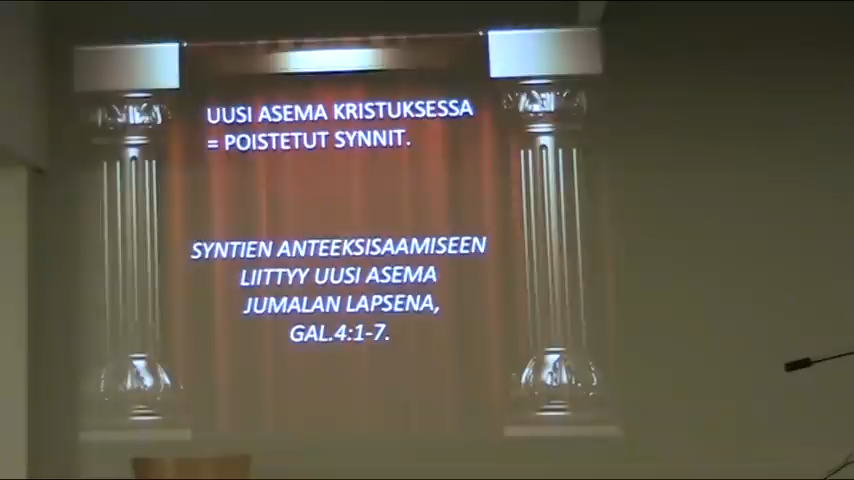 UUSI ASEMA KRISTUKSESSA
= POISTETUT SYNNIT.
SYNTIEN ANTEEKSISAAMISEEN
LIITTYY UUSI ASEMA
JUMALAN LAPSENA,
GAL.4:1-7.